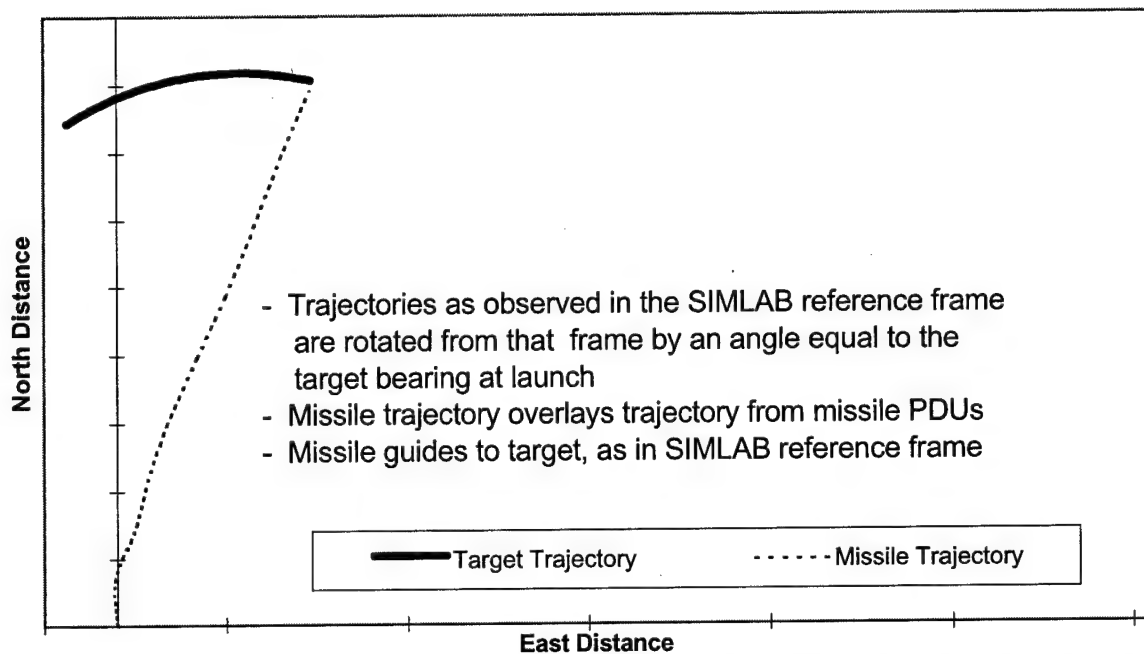 North Distance
- Trajectories as observed in the SIMLAB reference frame
are rotated from that frame by an angle equal to the
target bearing at launch
- Missile trajectory overlays trajectory from missile PDUs
- Missile guides to target, as in SIMLAB reference frame
Target Trajectory
Missile Trajectory
East Distance